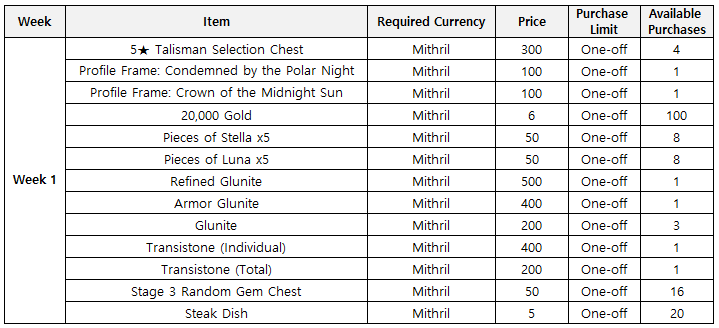 Week Item Required Currency Price Purchase Limit Available Purchases
Week 1
5★ Talisman Selection Chest Mithril 300 One-off 4
Profile Frame: Condemned by the Polar Night Mithril 100 One-off 1
Profile Frame: Crown of the Midnight Sun Mithril 100 One-off 1
20,000 Gold Mithril 6 One-off 100
Pieces of Stella x5 Mithril 50 One-off 8
Pieces of Luna x5 Mithril 50 One-off 8
Refined Glunite Mithril 500 One-off 1
Armor Glunite Mithril 400 One-off 1
Glunite Mithril 200 One-off 3
Transistone (Individual) Mithril 400 One-off 1
Transistone (Total) Mithril 200 One-off 1
Stage 3 Random Gem Chest Mithril 50 One-off 16
Steak Dish Mithril 5 One-off 20